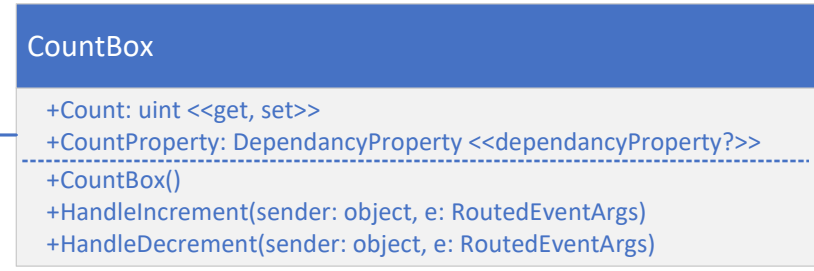 CountBox
+Count: uint <<get, set>>
+CountProperty: DependancyProperty <<dependancyProperty?>>
+CountBox()
+HandleIncrement(sender: object, e: RoutedEventArgs)
+HandleDecrement(sender: object, e: RoutedEventArgs)